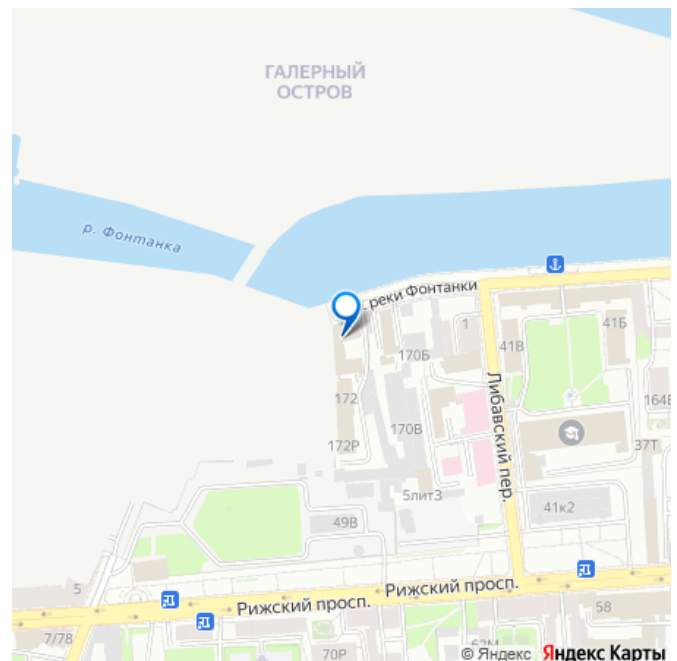 ГАЛЕРНЫЙ
ОСТРОВ
р. Фонтанка
. реки Фонтанки
1
41Б
41В
170Б
Либавский пер.
172
164Е
170В
172Р
37Т
5лит3
41к2
49В
5
Рижский просп.
Рижский просп.
58
7/78
70Р
62М
© Яндекс Яндекс Карты